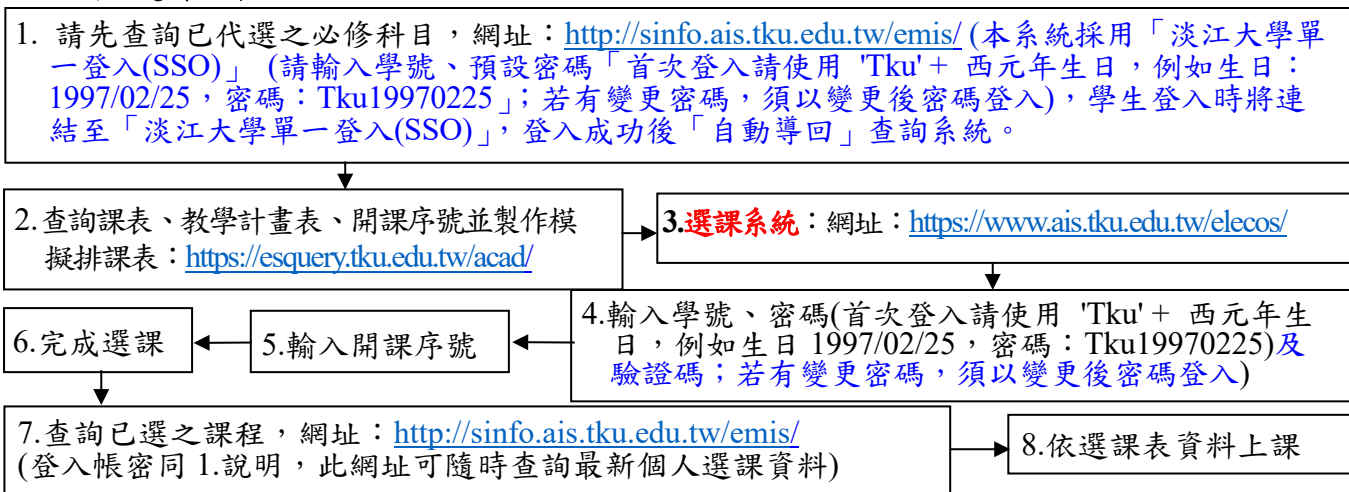 1. 請先查詢已代選之必修科目，網址：http://sinfo.ais.tku.edu.tw/emis/ (本系統採用「淡江大學單
一登入(SSO)」 (請輸入學號、預設密碼「首次登入請使用 'Tku'+ 西元年生日，例如生日：
1997/02/25，密碼：Tku19970225」；若有變更密碼，須以變更後密碼登入)，學生登入時將連
結至「淡江大學單一登入(SSO)」，登入成功後「自動導回」查詢系統。
2.查詢課表、教學計畫表、開課序號並製作模
擬排課表：https://esquery.tku.edu.tw/acad/
3.選課系統：網址：https://www.ais.tku.edu.tw/elecos/
4.輸入學號、密碼(首次登入請使用 'Tku'+ 西元年生
日，例如生日 1997/02/25，密碼：Tku19970225)及
驗證碼；若有變更密碼，須以變更後密碼登入)
5.輸入開課序號
6.完成選課
7.查詢已選之課程，網址：http://sinfo.ais.tku.edu.tw/emis/
(登入帳密同 1.說明，此網址可隨時查詢最新個人選課資料)
8.依選課表資料上課